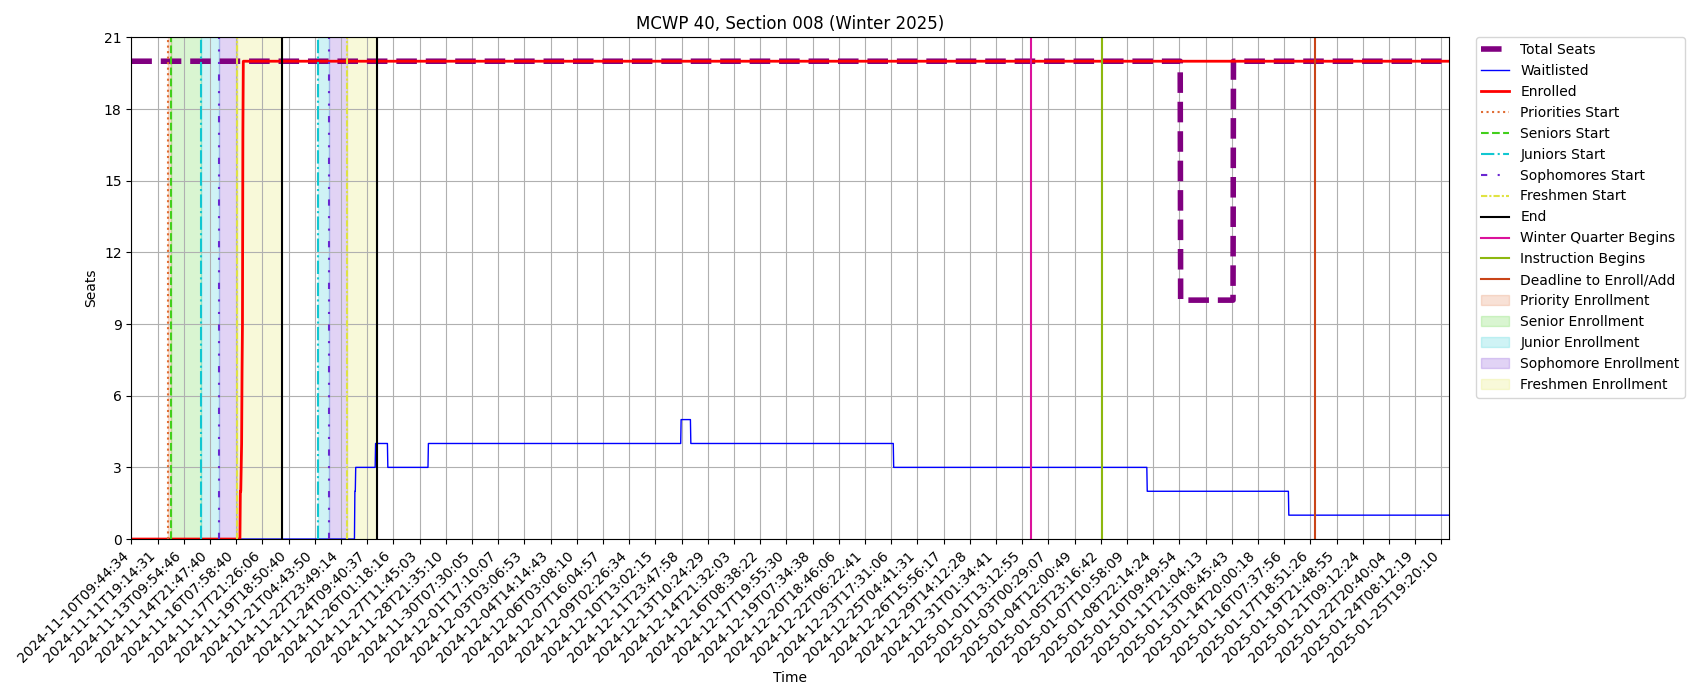 MCWP 40, Section 008 (Winter 2025)
21
18
15
12
9
6
3
0
Seats
2024-11-10T09:44:34
2024-11-11T19:14:31
2024-11-13T09:54:46
2024-11-14T21:47:40
2024-11-16T07:58:40
2024-11-17T21:26:06
2024-11-19T18:50:40
2024-11-21T04:43:50
2024-11-22T23:49:14
2024-11-24T09:40:37
2024-11-26T01:18:16
2024-11-27T11:45:03
2024-11-28T21:35:10
2024-11-30T07:30:05
2024-12-01T17:10:07
2024-12-03T03:06:53
2024-12-04T14:14:43
2024-12-06T03:08:10
2024-12-07T16:04:57
2024-12-09T02:26:34
2024-12-10T13:02:15
2024-12-11T23:47:58
2024-12-13T10:24:29
2024-12-14T21:32:03
2024-12-16T08:38:22
2024-12-17T19:55:30
2024-12-19T07:34:38
2024-12-20T18:46:06
2024-12-22T06:22:41
2024-12-23T17:31:06
2024-12-25T04:41:31
2024-12-26T15:56:17
2024-12-29T14:12:28
2024-12-31T01:34:41
2025-01-01T13:12:55
2025-01-03T00:29:07
2025-01-04T12:00:49
2025-01-05T23:16:42
2025-01-07T10:58:09
2025-01-08T22:14:24
2025-01-10T09:49:54
2025-01-11T21:04:13
2025-01-13T08:45:43
2025-01-14T20:00:18
2025-01-16T07:37:56
2025-01-17T18:51:26
2025-01-19T21:48:55
2025-01-21T09:12:24
2025-01-22T20:40:04
2025-01-24T08:12:19
2025-01-25T19:20:10
Time
Total Seats
Waitlisted
Enrolled
Priorities Start
Seniors Start
Juniors Start
Sophomores Start
Freshmen Start
End
Winter Quarter Begins
Instruction Begins
Deadline to Enroll/Add
Priority Enrollment
Senior Enrollment
Junior Enrollment
Sophomore Enrollment
Freshmen Enrollment